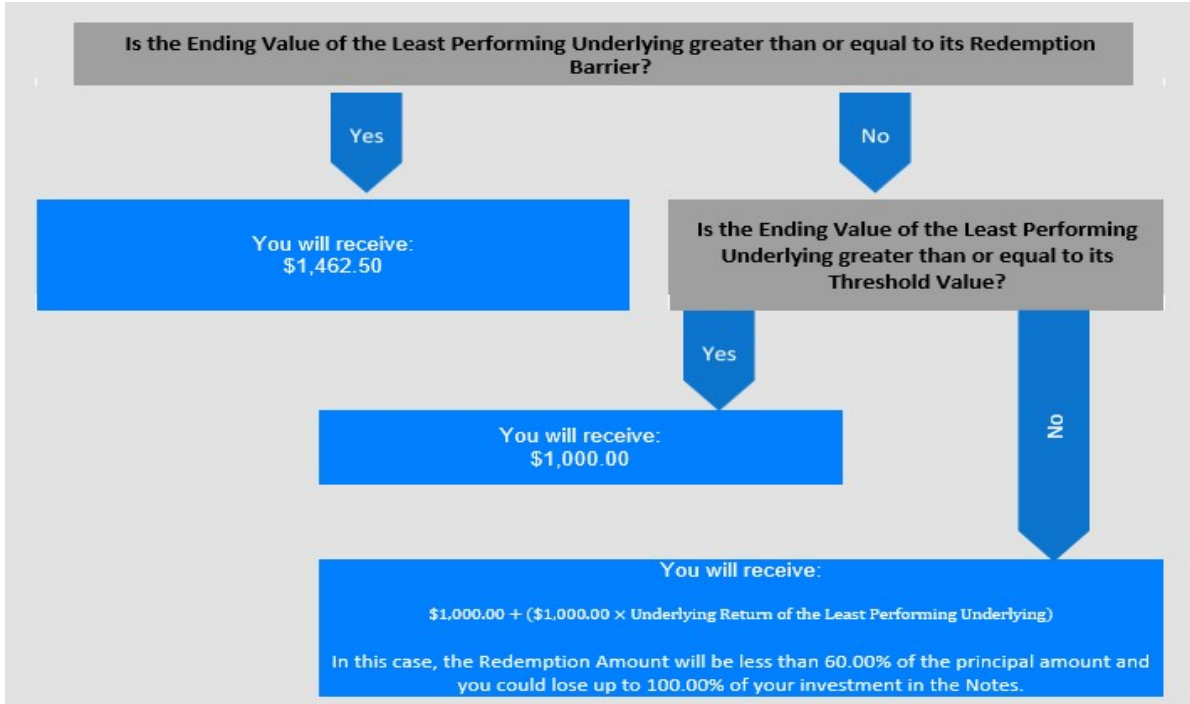 Is the Ending Value of the Least Performing Underlying greater than or equal to its Redemption
Barrier?
Yes
No
You will receive:
$1,462.50
Is the Ending Value of the Least Performing
Underlying greater than or equal to its
Threshold Value?
Yes
No
You will receive:
$1,000.00
You will receive:
$1,000.00 + ($1,000.00 × Underlying Return of the Least Performing Underlying)
In this case, the Redemption Amount will be less than 60.00% of the principal amount and
you could lose up to 100.00% of your investment in the Notes.